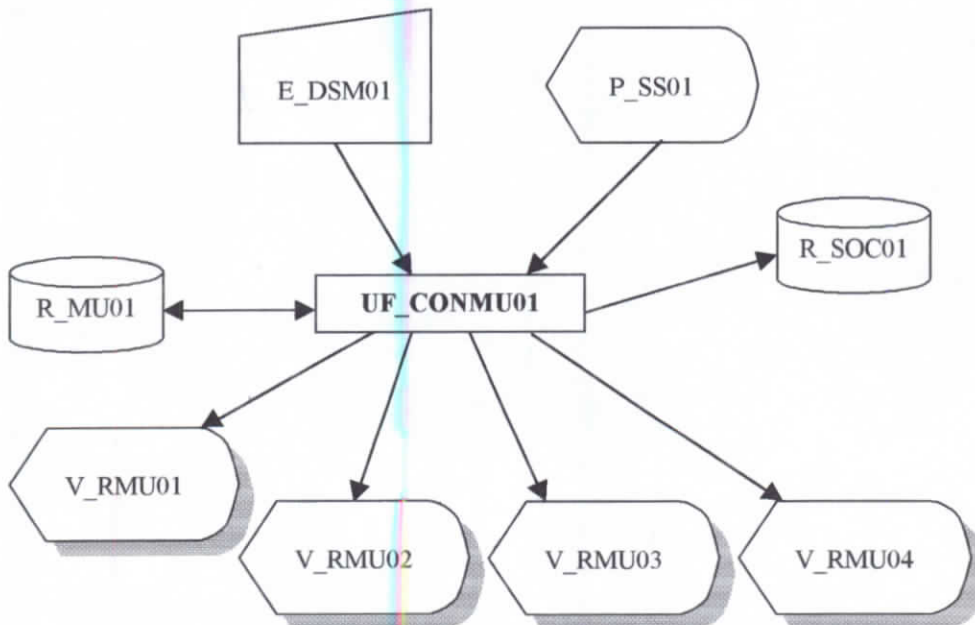 E_DSM01
P_SS01
R_SOC01
R_MU01
UF_CONMU01
V_RMU01
V_RMU02
V_RMU03
V_RMU04